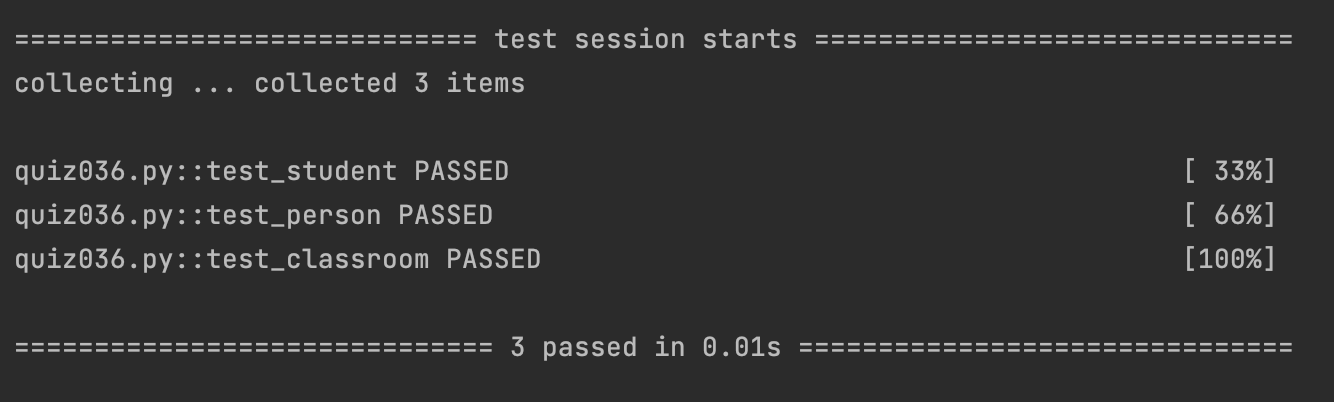 ============================= test session starts ==============================
collecting ... collected 3 items
quiz036.py::test_student PASSED [ 33%]
quiz036.py::test_person PASSED [ 66%]
quiz036.py::test_classroom PASSED [100%]
============================== 3 passed in 0.01s ===============================